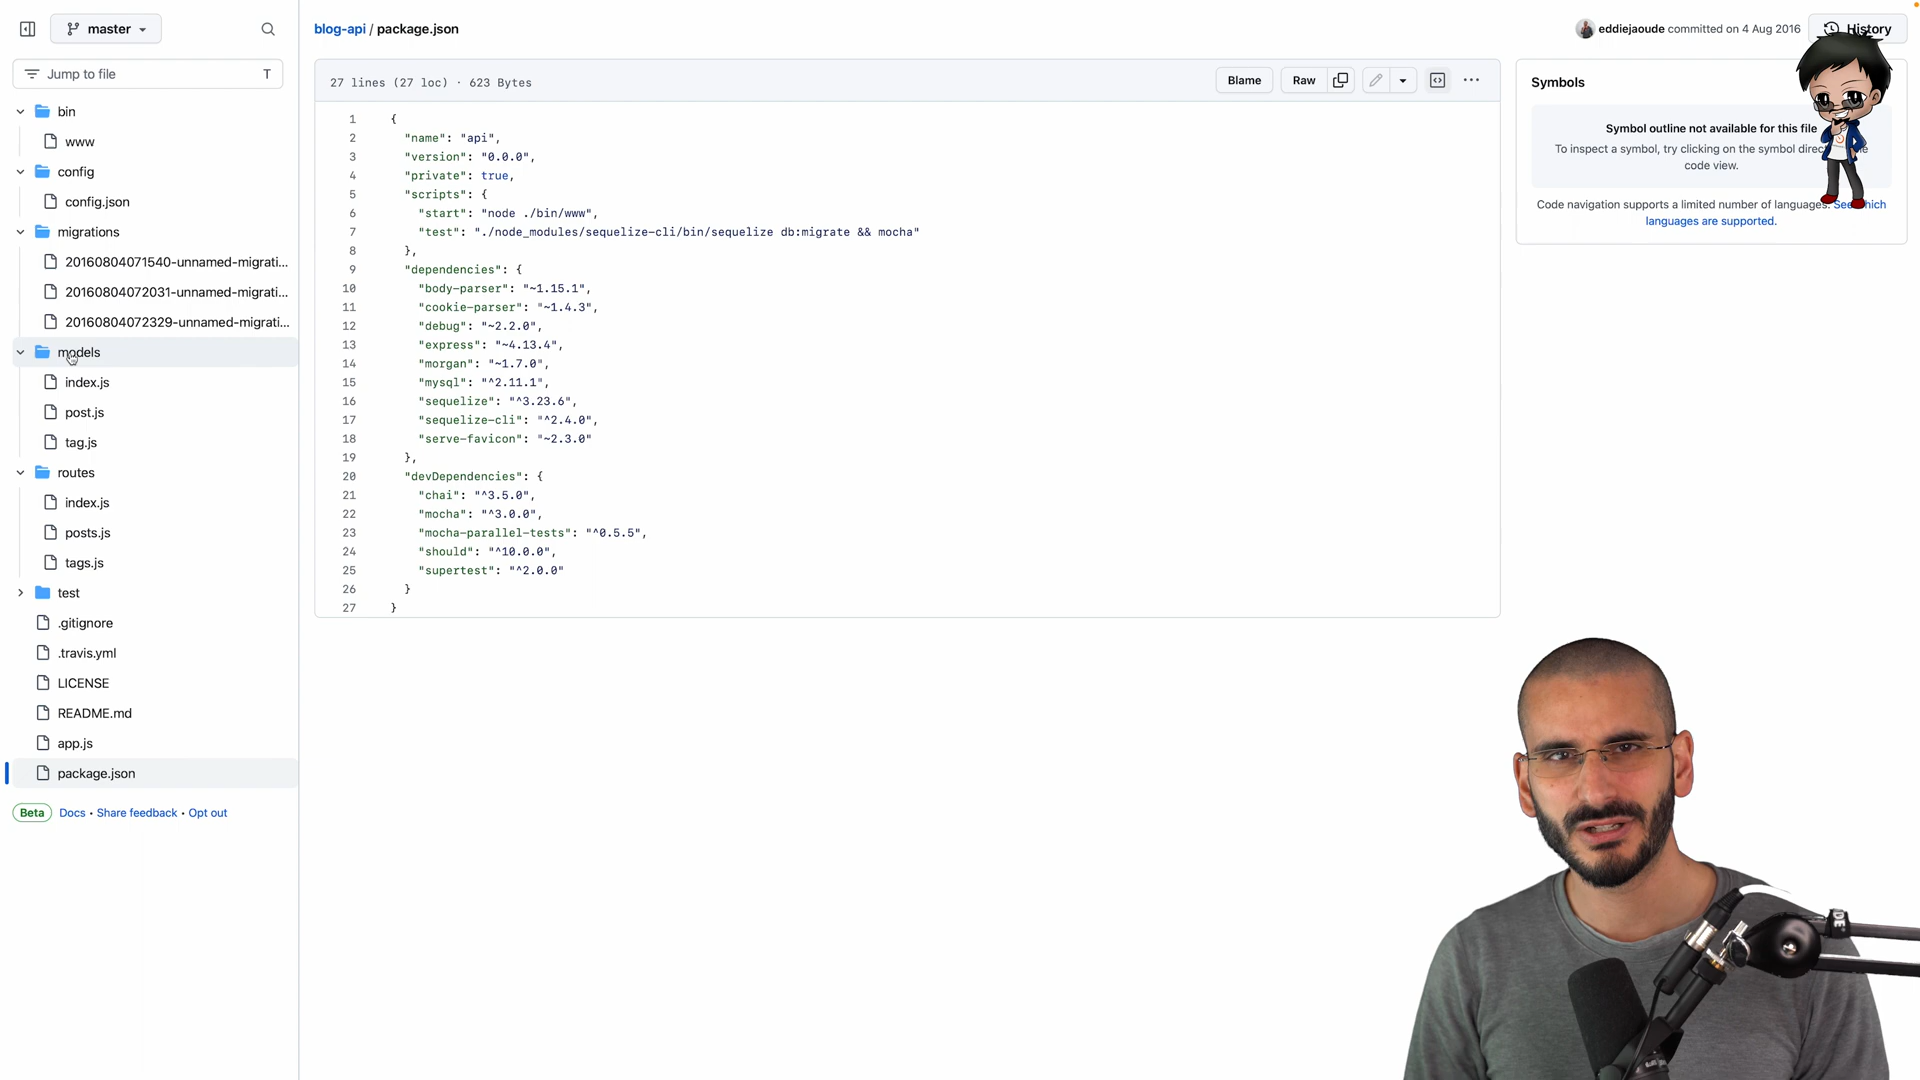 master
Jump to file
T
bin
www
config
config.json
migrations
20160804071540-unnamed-migrati...
20160804072031-unnamed-migrati...
20160804072329-unnamed-migrati...
models
index.js
post.js
tag.js
routes
index.js
posts.js
tags.js
test
.gitignore
.travis.yml
LICENSE
README.md
app.js
package.json
Beta Docs • Share feedback • Opt out
blog-api / package.json
eddiejaoude committed on 4 Aug 2016
History
27 lines (27 loc) · 623 Bytes
Blame
Raw
1 {
2 "name": "api",
3 "version": "0.0.0",
4 "private": true,
5 "scripts": {
6 "start": "node ./bin/www",
7 "test": "./node_modules/sequelize-cli/bin/sequelize db:migrate && mocha"
8 },
9 "dependencies": {
10 "body-parser": "~1.15.1",
11 "cookie-parser": "~1.4.3",
12 "debug": "~2.2.0",
13 "express": "~4.13.4",
14 "morgan": "~1.7.0",
15 "mysql": "^2.11.1",
16 "sequelize": "^3.23.6",
17 "sequelize-cli": "^2.4.0",
18 "serve-favicon": "~2.3.0"
19 },
20 "devDependencies": {
21 "chai": "^3.5.0",
22 "mocha": "^3.0.0",
23 "mocha-parallel-tests": "^0.5.5",
24 "should": "^10.0.0",
25 "supertest": "^2.0.0"
26 }
27 }
Symbols
Symbol outline not available for this file
To inspect a symbol, try clicking on the symbol
code view.
Code navigation supports a limited number of languages.
languages are supported.